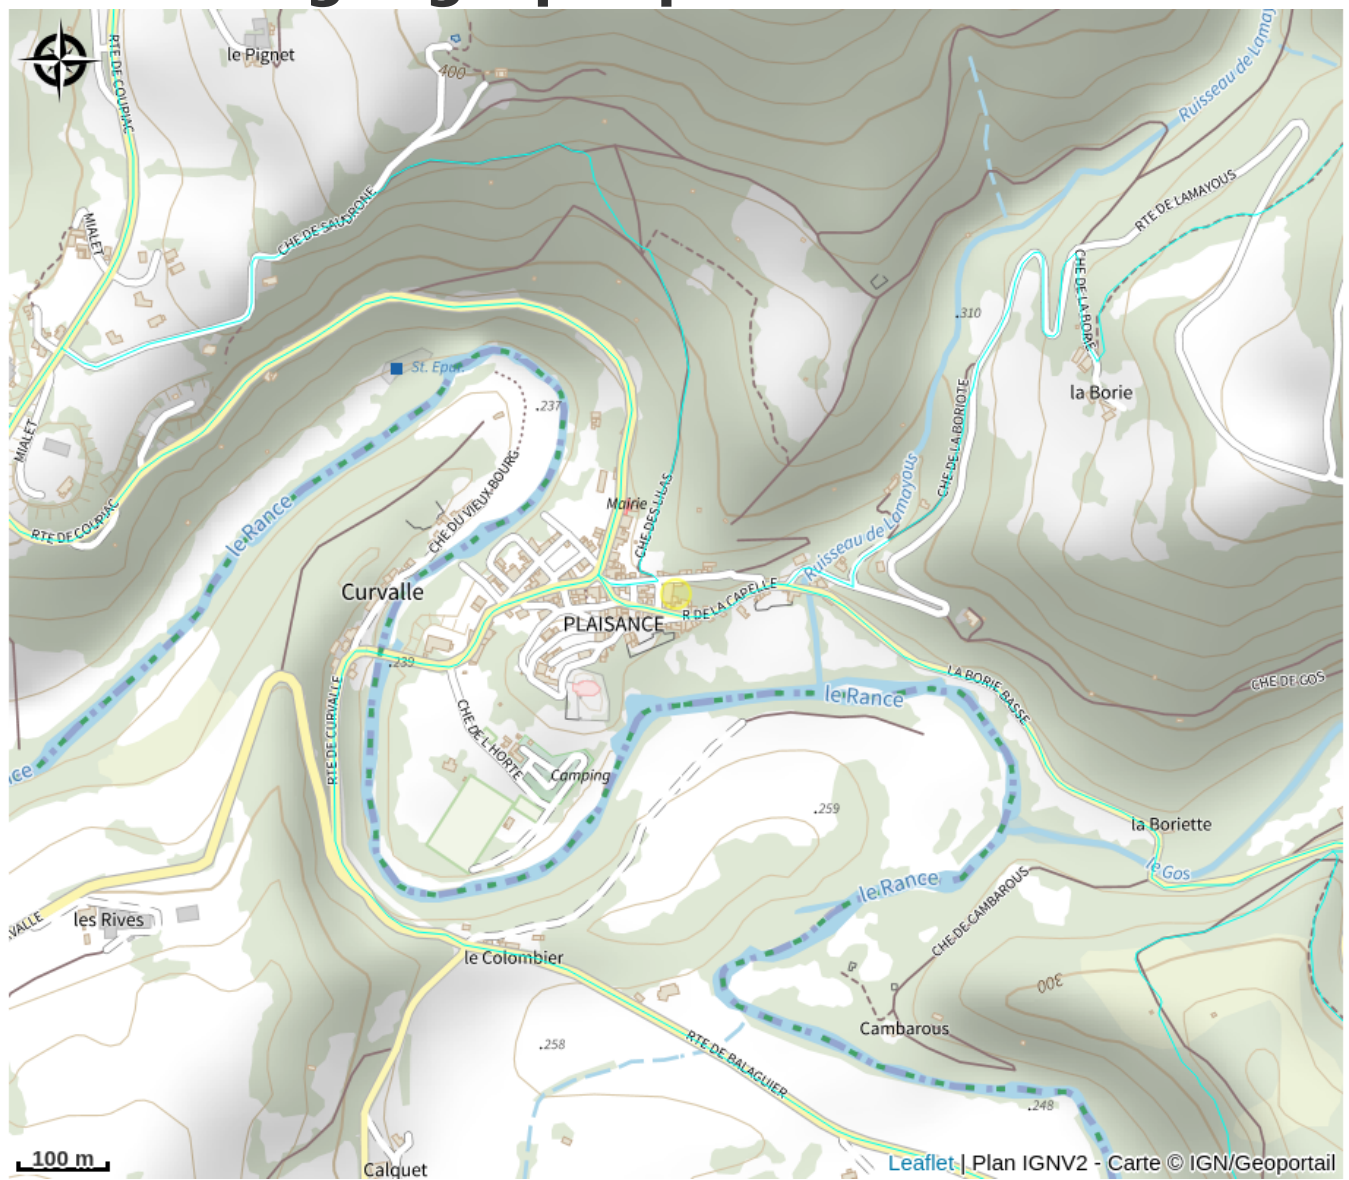 le Pignet
400
RTE DE COUPIAC
Ruisseau de Lamay
MIALET
CHE DE SAUDRONE
RTE DE LAMAYOUS
CHE DE LA BORIE
.310
St. Epur.
la Borie
.237
CHE DE LA BORIOTE
MIALET
CHE DU VIEUX-BOURG
Mairie
CHE DES LILAS
Ruisseau de Lamayous
RTE DE COUPIAC
le Rance
Curvalle
PLAISANCE
R DE LA CAPELLE
.239
LA BORIE BASSE
CHE DE GOS
RTE DE CURVALLE
le Rance
CHE DE L'HORTE
Camping
nce
.259
la Boriette
le Gos
le Rance
CHE-DE-CAMBAROUS
VALLE
les Rives
le Colombier
300
Cambarous
.258
RTE DE BALAGUIER
.248
100 m
Calquet
Leaflet | Plan IGNV2 - Carte © IGN/Geoportail